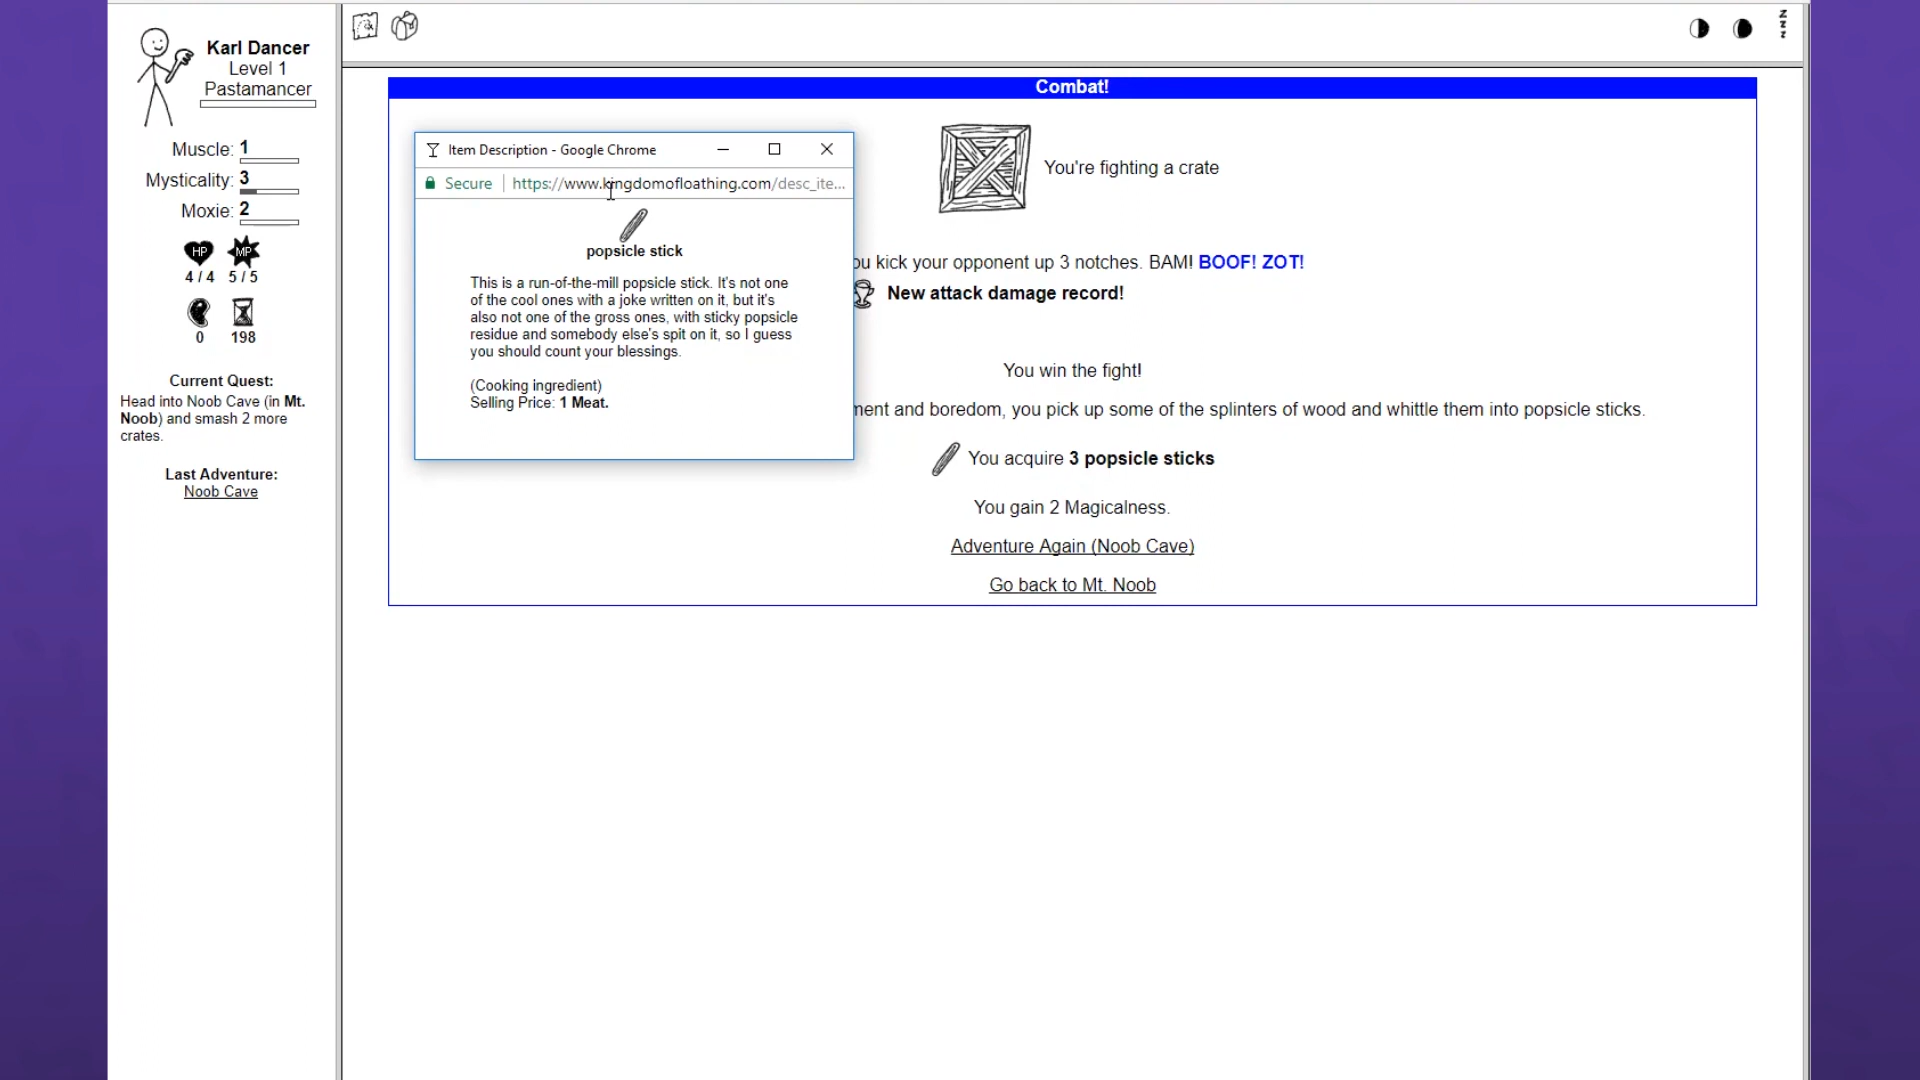 Karl Dancer
Level 1
Pastamancer
Muscle: 1
Mysticality: 3
Moxie: 2
HP MP
4 / 4 5 / 5
0 198
Current Quest:
Head into Noob Cave (in Mt.
Noob) and smash 2 more
crates.
Last Adventure:
Noob Cave
z
z
z
Combat!
You're fighting a crate
ou kick your opponent up 3 notches. BAM! BOOF! ZOT!
New attack damage record!
You win the fight!
ment and boredom, you pick up some of the splinters of wood and whittle them into popsicle sticks.
You acquire 3 popsicle sticks
You gain 2 Magicalness.
Adventure Again (Noob Cave)
Go back to Mt. Noob
Item Description - Google Chrome
Secure https://www.kingdomofloathing.com/desc_ite...
popsicle stick
This is a run-of-the-mill popsicle stick. It's not one
of the cool ones with a joke written on it, but it's
also not one of the gross ones, with sticky popsicle
residue and somebody else's spit on it, so I guess
you should count your blessings.
(Cooking ingredient)
Selling Price: 1 Meat.